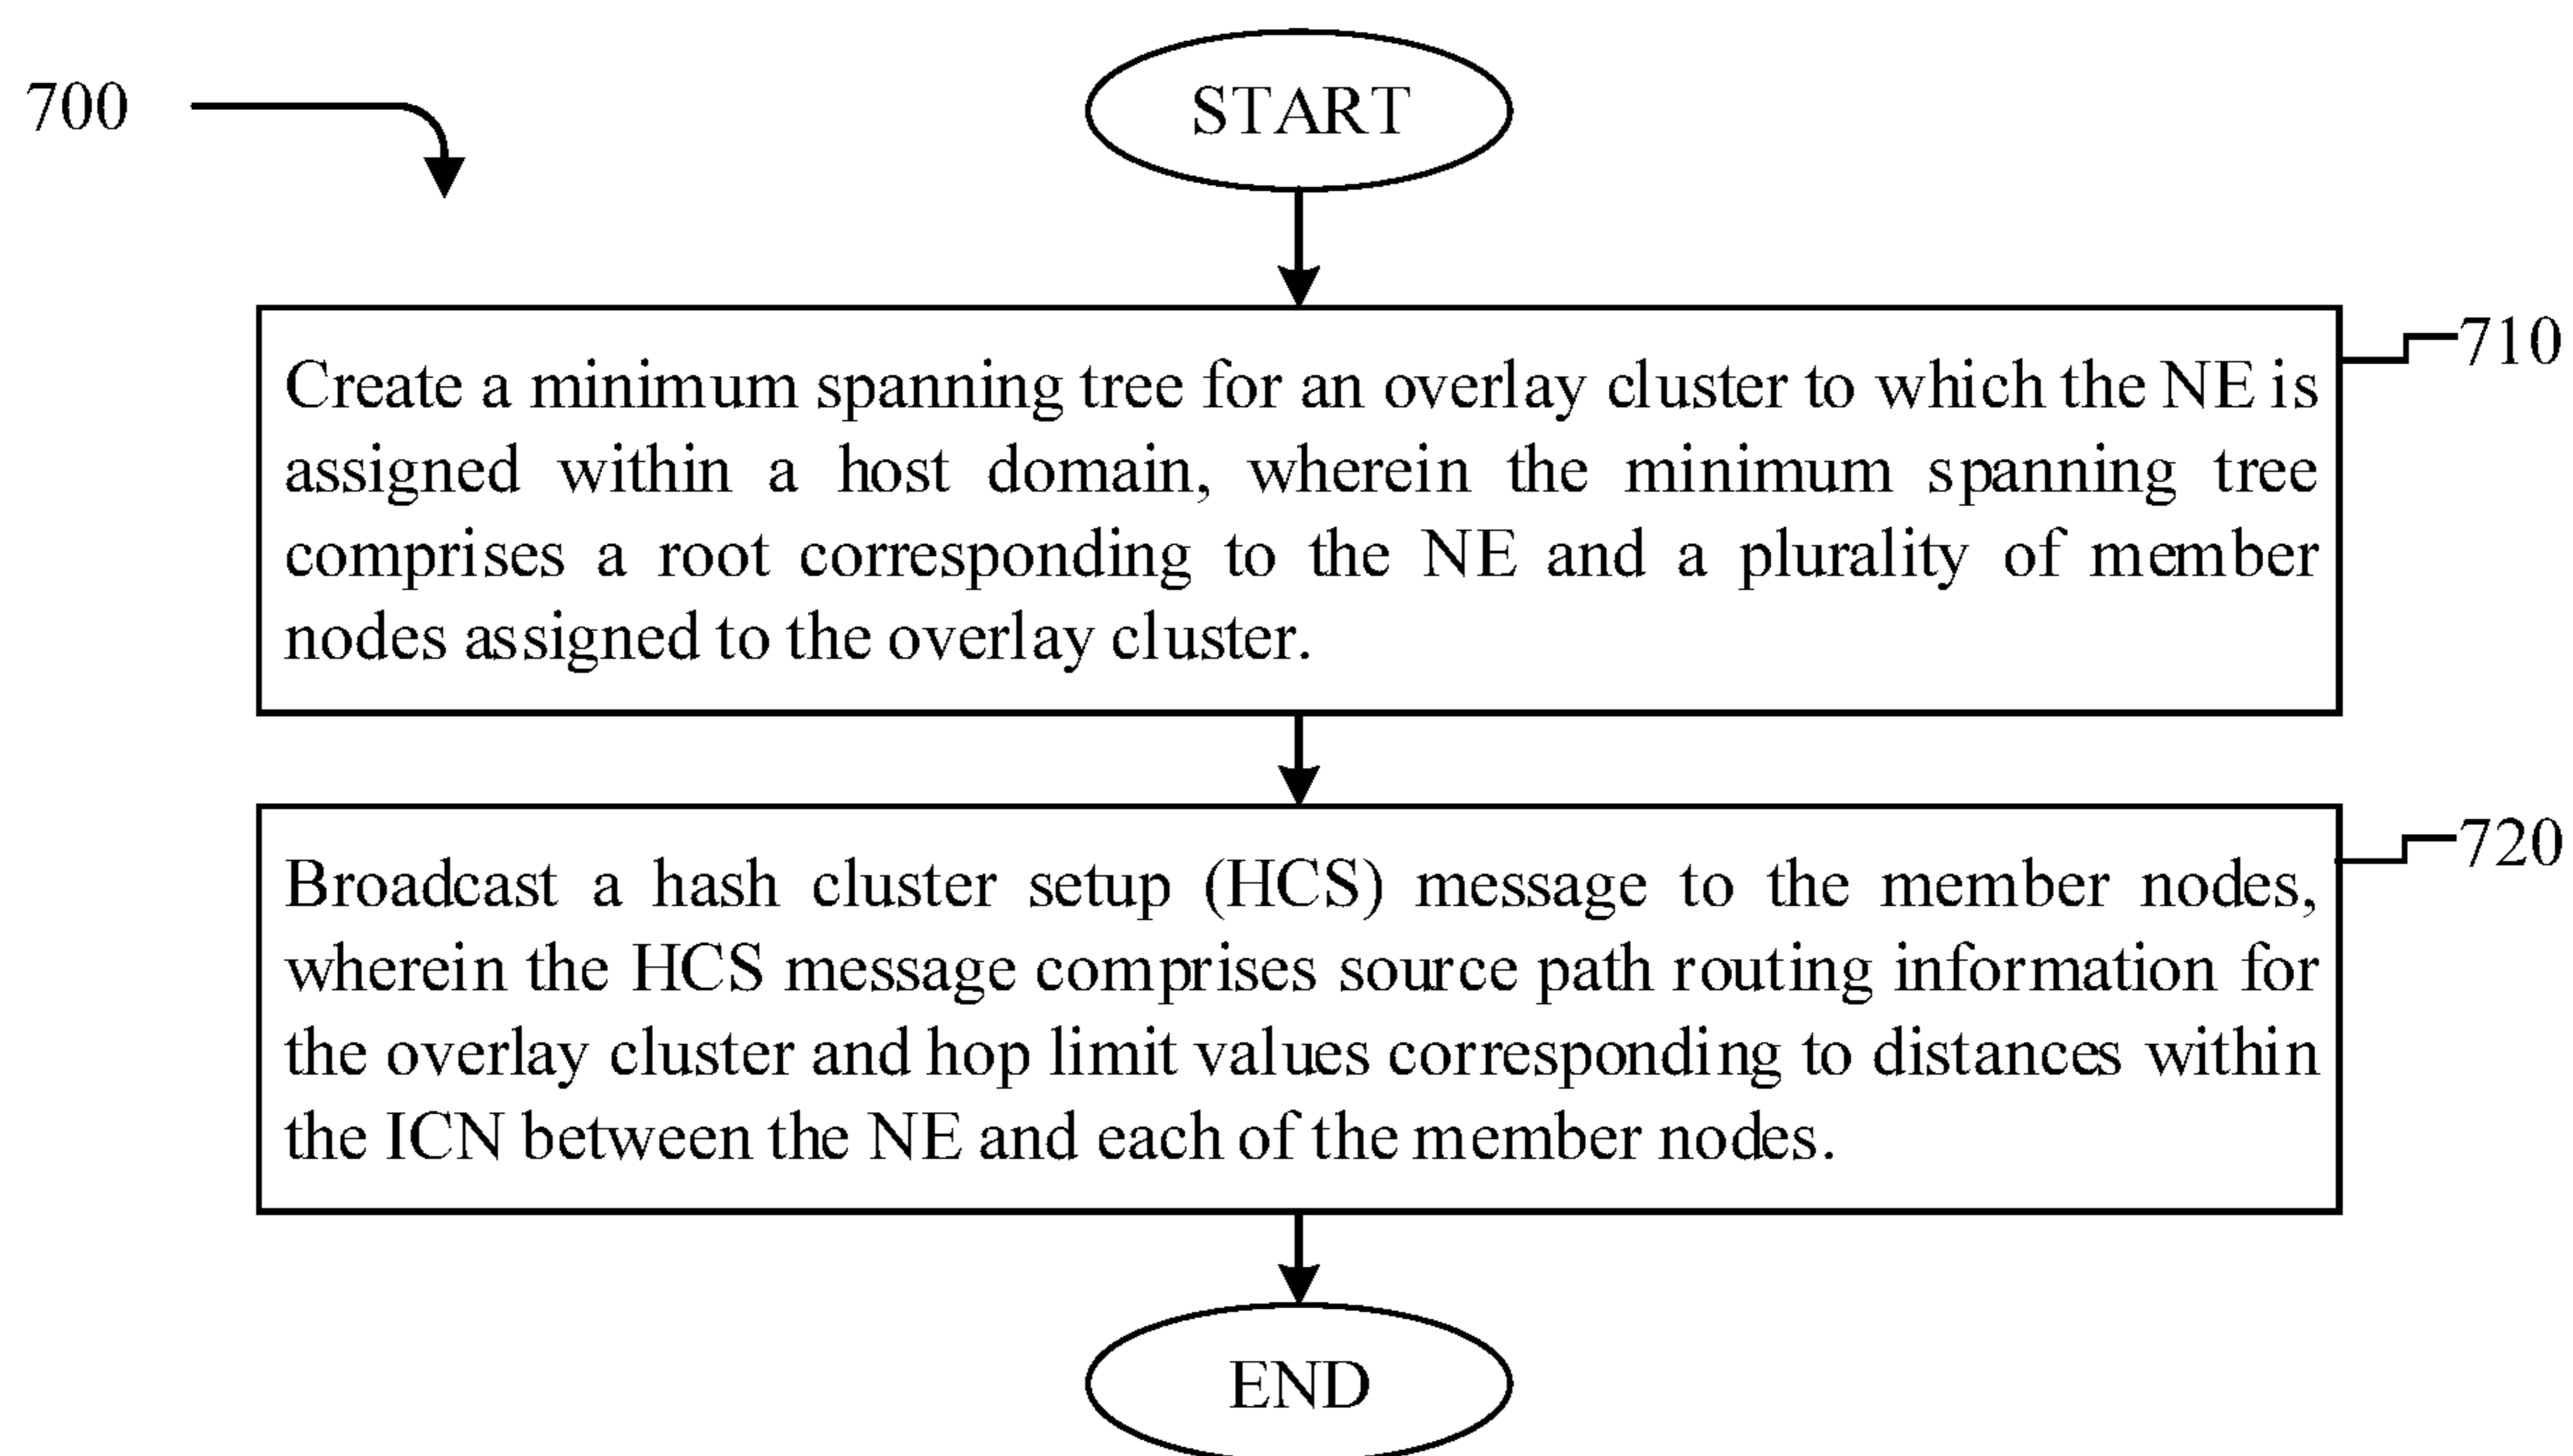 700
START
710
Create a minimum spanning tree for an overlay cluster to which the NE is
assigned within a host domain, wherein the minimum spanning tree
comprises a root corresponding to the NE and a plurality of member
nodes assigned to the overlay cluster.
720
Broadcast a hash cluster setup (HCS) message to the member nodes,
wherein the HCS message comprises source path routing information for
the overlay cluster and hop limit values corresponding to distances within
the ICN between the NE and each of the member nodes.
END